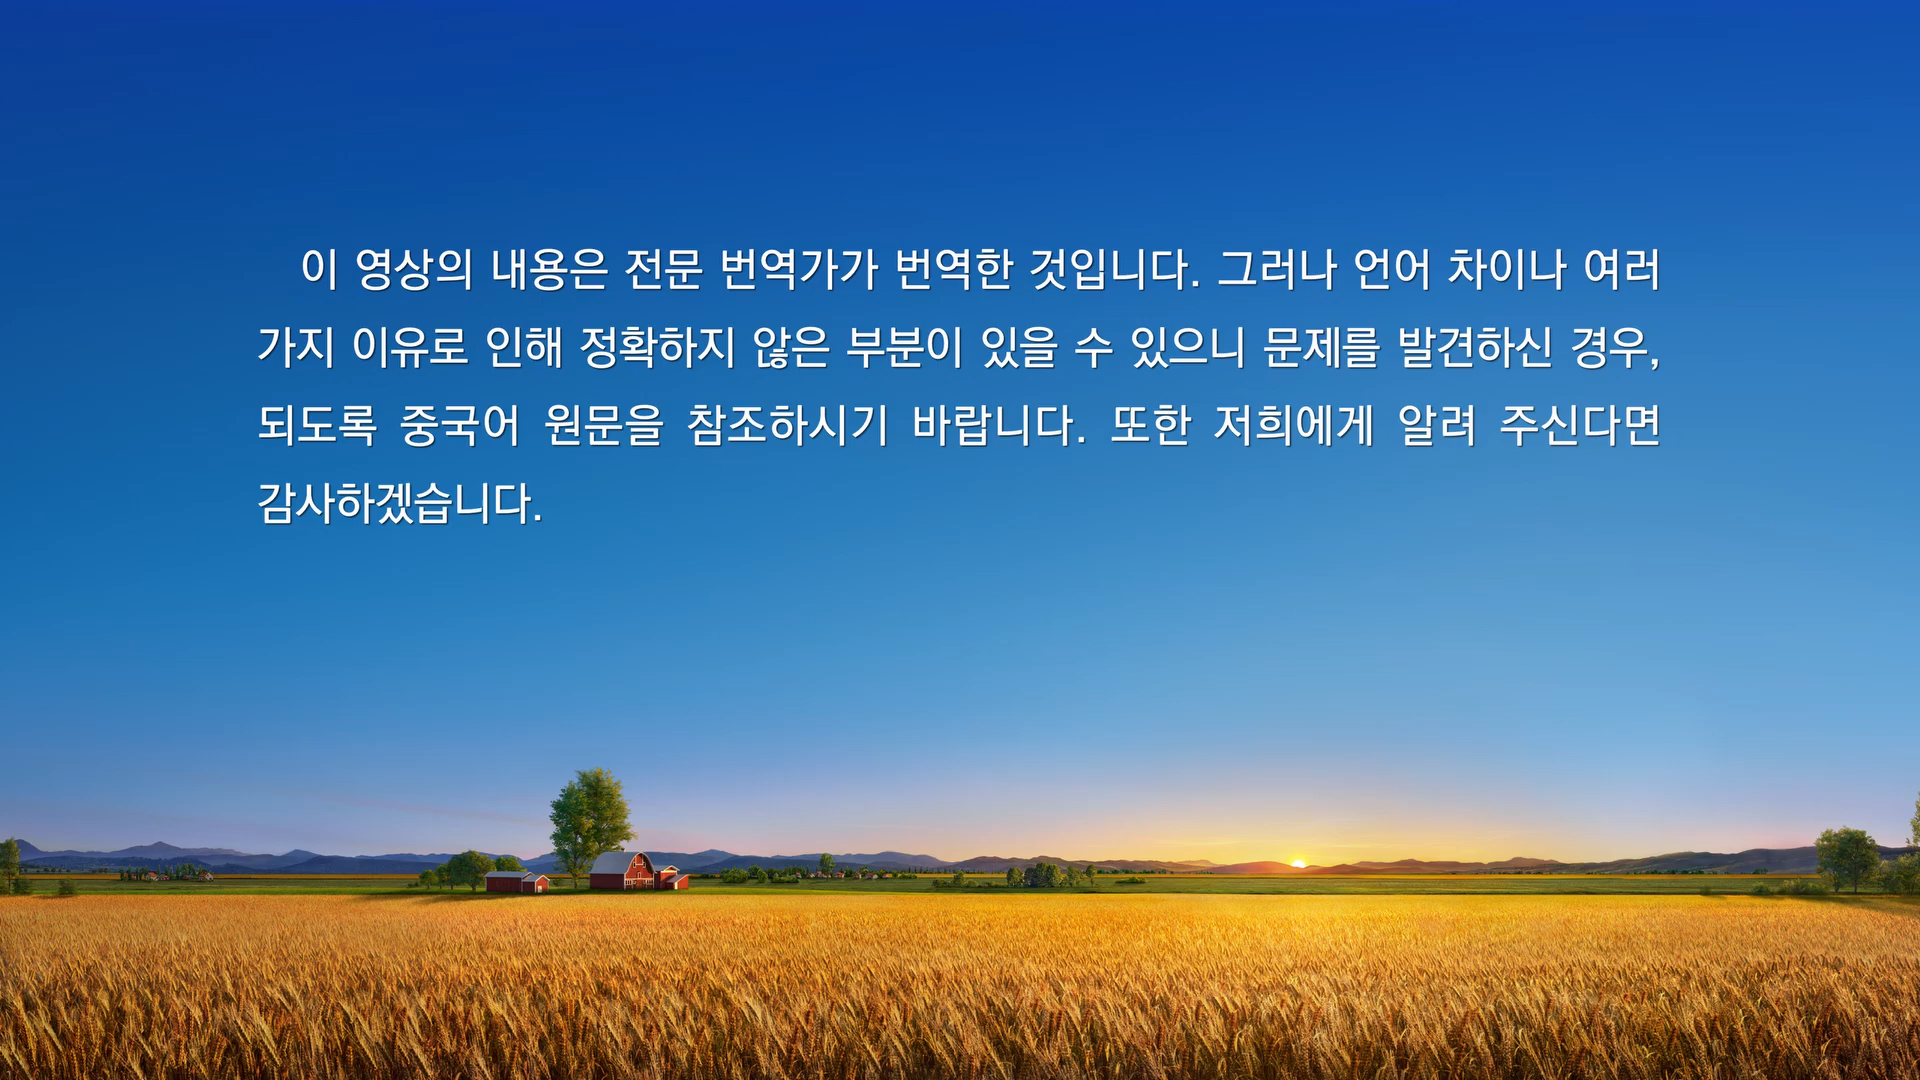 이 영상의 내용은 전문 번역가가 번역한 것입니다. 그러나 언어 차이나 여러
가지 이유로 인해 정확하지 않은 부분이 있을 수 있으니 문제를 발견하신 경우,
되도록 중국어 원문을 참조하시기 바랍니다. 또한 저희에게 알려 주신다면
감사하겠습니다.